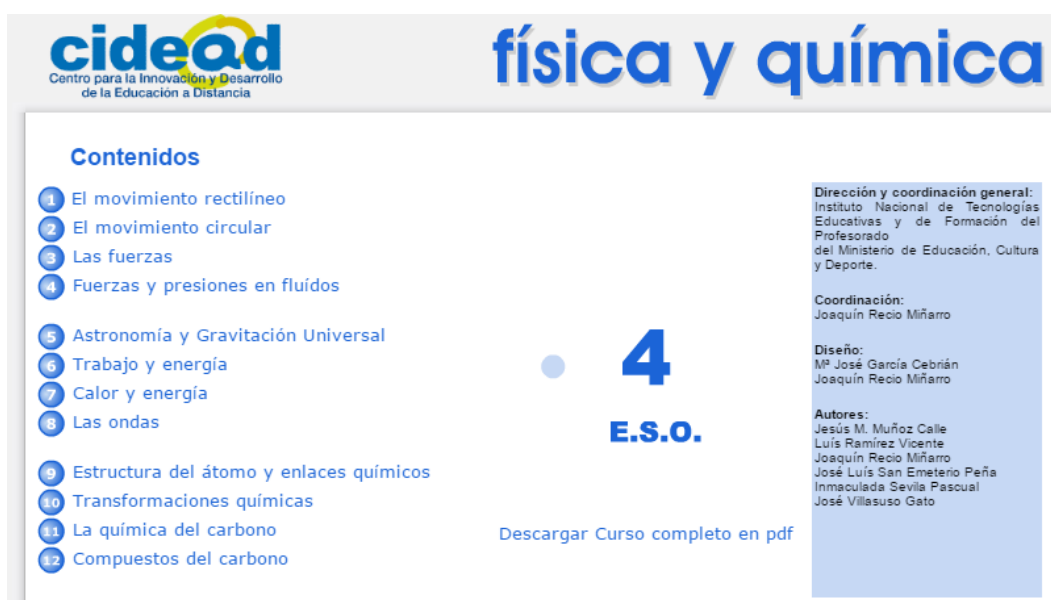 cidead
Centro para la Innovación y Desarrollo
de la Educación a Distancia
física y química
Contenidos
1 El movimiento rectilíneo
2 El movimiento circular
3 Las fuerzas
4 Fuerzas y presiones en fluídos
5 Astronomía y Gravitación Universal
6 Trabajo y energía
7 Calor y energía
8 Las ondas
9 Estructura del átomo y enlaces químicos
10 Transformaciones químicas
11 La química del carbono
12 Compuestos del carbono
4
E.S.O.
Descargar Curso completo en pdf
Dirección y coordinación general:
Instituto Nacional de Tecnologías
Educativas y de Formación del
Profesorado
del Ministerio de Educación, Cultura
y Deporte.
Coordinación:
Joaquín Recio Miñarro
Diseño:
Mª José García Cebrián
Joaquín Recio Miñarro
Autores:
Jesús M. Muñoz Calle
Luís Ramírez Vicente
Joaquín Recio Miñarro
José Luís San Emeterio Peña
Inmaculada Sevila Pascual
José Villasuso Gato